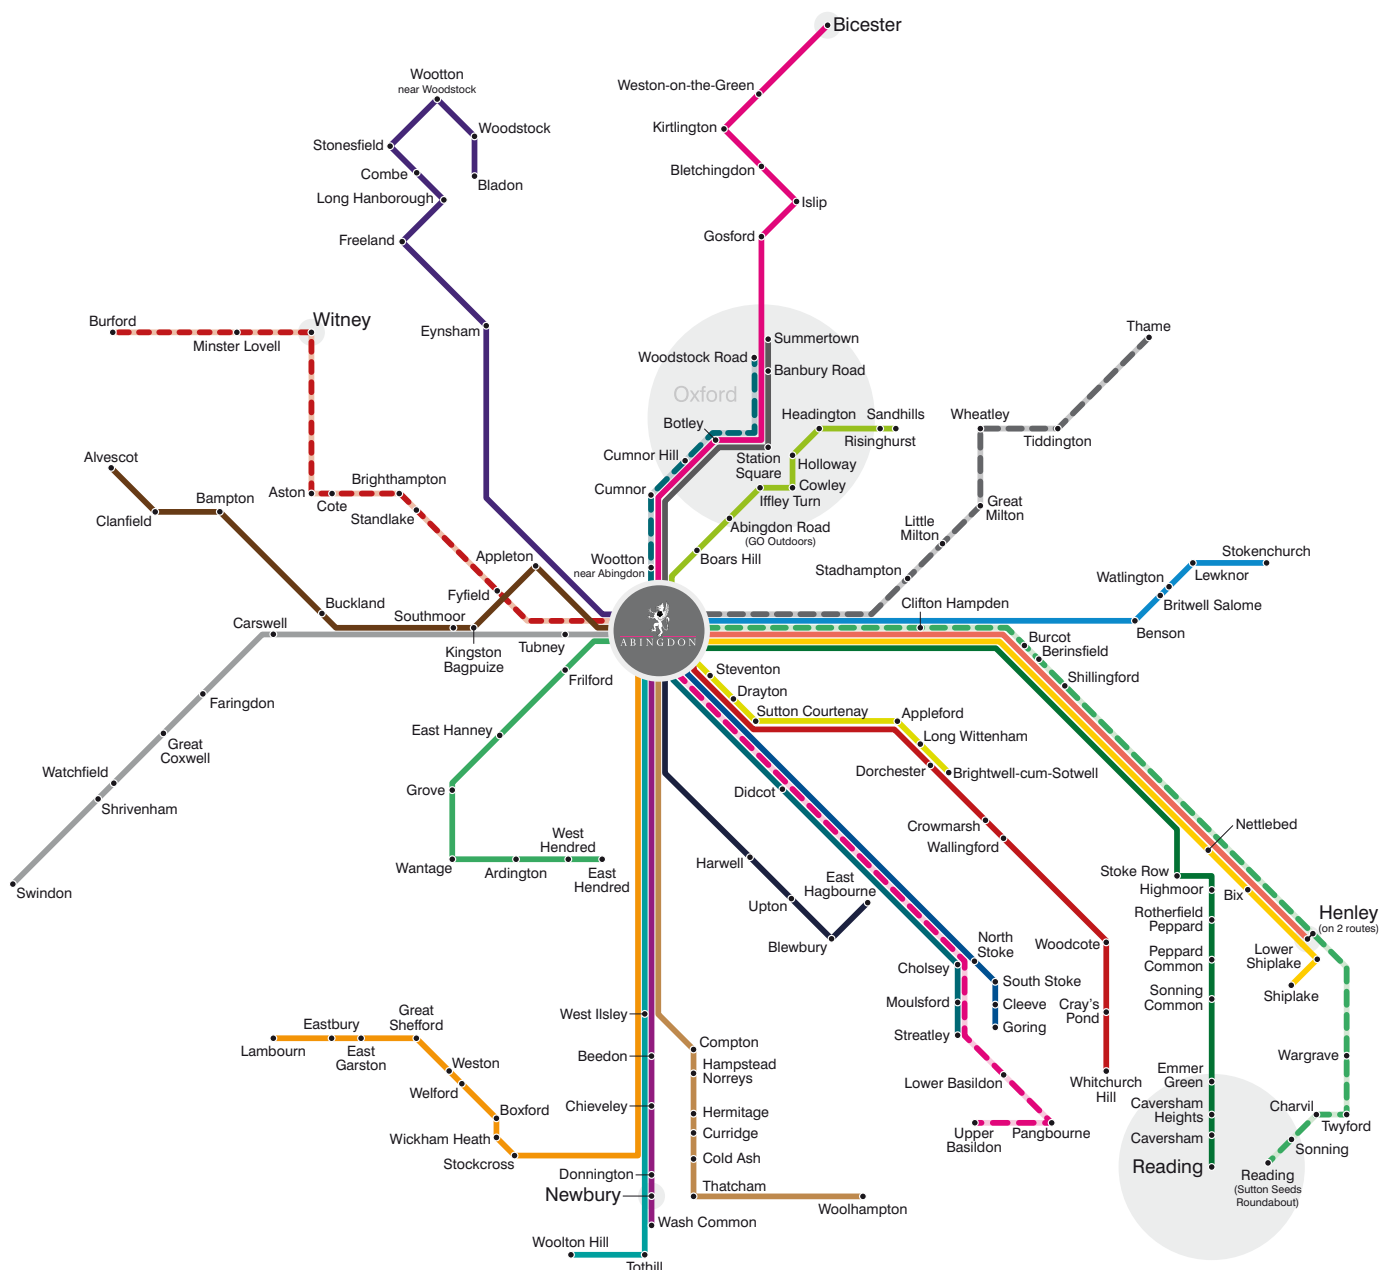 Bicester
Weston-on-the-Green
Kirtlington
Bletchingdon
Islip
Gosford
Wootton
near Woodstock
Woodstock
Stonesfield
Combe
Bladon
Long Hanborough
Freeland
Eynsham
Burford
Minster Lovell
Witney
Aston
Cote
Brighthampton
Standlake
Fyfield
Alvescot
Clanfield
Bampton
Buckland
Southmoor
Kingston
Bagpuize
Appleton
Carswell
Tubney
Faringdon
Great
Coxwell
Watchfield
Shrivenham
Swindon
Oxford
Summertown
Woodstock Road
Banbury Road
Botley
Station
Square
Cumnor Hill
Cumnor
Wootton
near Abingdon
Headington
Sandhills
Risinghurst
Holloway
Cowley
Iffley Turn
Abingdon Road
(GO Outdoors)
Boars Hill
Thame
Wheatley
Tiddington
Great
Milton
Little
Milton
Stadhampton
Stokenchurch
Lewknor
Watlington
Britwell Salome
Benson
Clifton Hampden
Burcot
Berinsfield
Shillingford
ABINGDON
Frilford
East Hanney
Grove
Wantage
Ardington
West
Hendred
East
Hendred
Steventon
Drayton
Sutton Courtenay
Appleford
Long Wittenham
Brightwell-cum-Sotwell
Dorchester
Crowmarsh
Wallingford
Woodcote
Cray's
Pond
Whitchurch
Hill
Didcot
Harwell
Upton
Blewbury
East
Hagbourne
Cholsey
Moulsford
Streatley
North
Stoke
South Stoke
Cleeve
Goring
Lower Basildon
Upper
Basildon
Pangbourne
Nettlebed
Bix
Henley
(on 2 routes)
Lower
Shiplake
Shiplake
Wargrave
Twyford
Charvil
Sonning
Reading
(Sutton Seeds
Roundabout)
Stoke Row
Highmoor
Rotherfield
Peppard
Peppard
Common
Sonning
Common
Emmer
Green
Caversham
Heights
Caversham
Reading
Lambourn
Eastbury
East
Garston
Great
Shefford
Weston
Welford
Boxford
Wickham Heath
Stockcross
West Ilsley
Beedon
Chieveley
Donnington
Newbury
Wash Common
Woolton Hill
Tothill
Compton
Hampstead
Norreys
Hermitage
Curridge
Cold Ash
Thatcham
Woolhampton